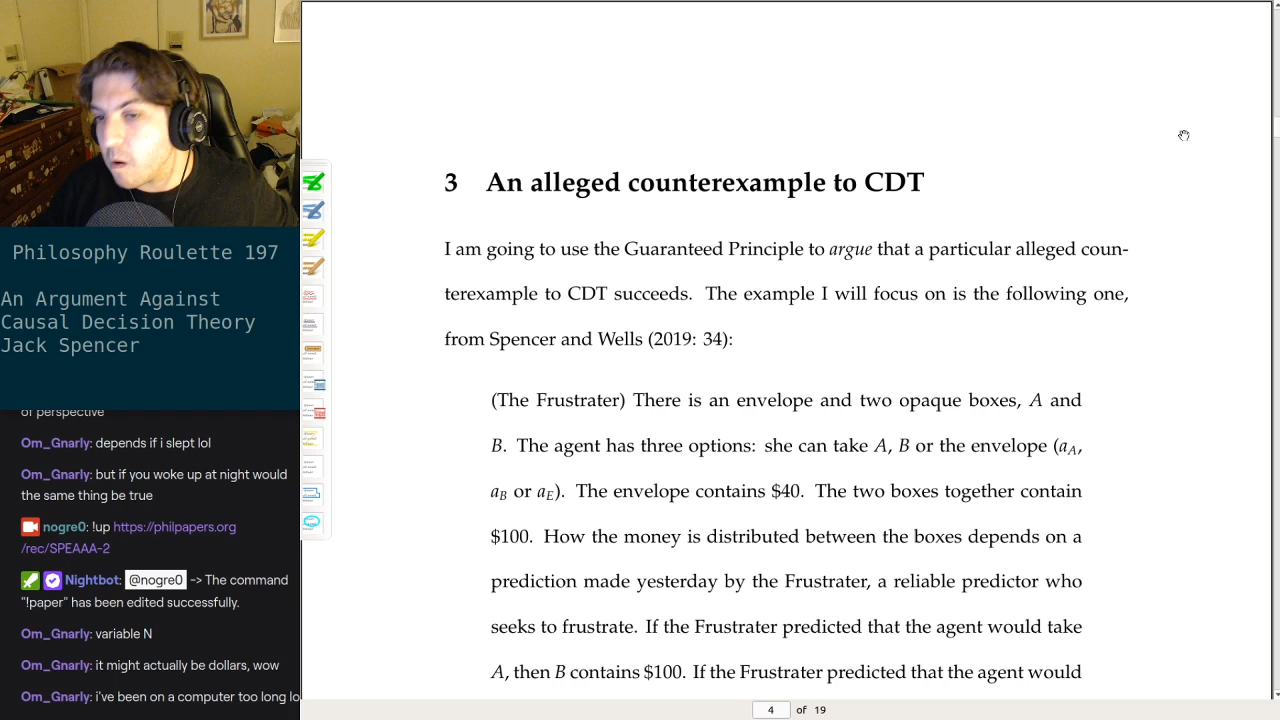 Philosophy Roulette 197
An Argument Against
Causal Decision Theory
Jack Spencer
of perspective
Om_Gnarly: depends if i slept lol
Om_Gnarly: but if you woke up at night would
the same thing be true
nogre0: !up https://philpapers.org
/rec/SPEAAA-2
Nightbot: @nogre0 -> The command
"!paper" has been edited successfully.
Om_Gnarly: variable N
Om_Gnarly: it might actually be dollars, wow
Om_Gnarly: i've been on a computer too long lo
3 An alleged counterexample to CDT
I am going to use the Guaranteed Principle to argue that a particular alleged coun-
terexample to CDT succeeds. The example I will focus on is the following one,
from Spencer and Wells (2019: 34):
(The Frustrater) There is an envelope and two opaque boxes, A and
B. The agent has three options: she can take A, B or the envelope (aA,
aB or aE). The envelope contains $40. The two boxes together contain
$100. How the money is distributed between the boxes depends on a
prediction made yesterday by the Frustrater, a reliable predictor who
seeks to frustrate. If the Frustrater predicted that the agent would take
A, then B contains $100. If the Frustrater predicted that the agent would
4 of 19